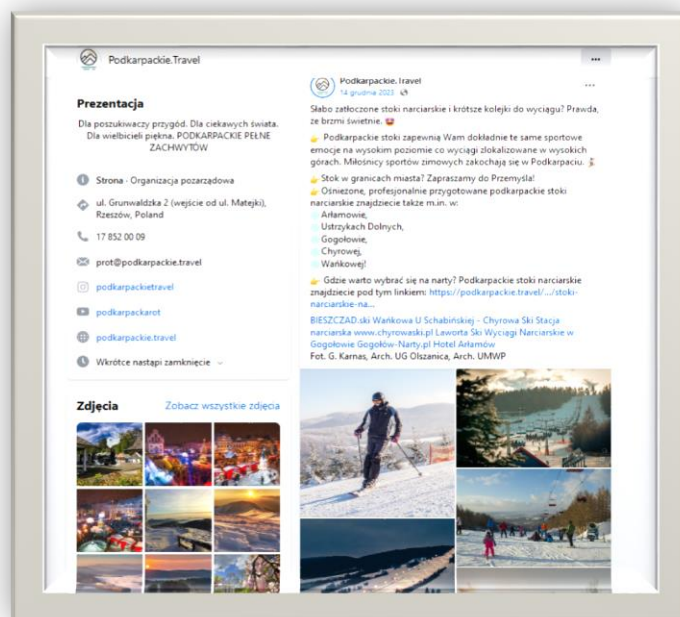 Podkarpackie.Travel
...
Prezentacja
Dla poszukiwaczy przygód. Dla ciekawych świata.
Dla wielbicieli piękna. PODKARPACKIE PEŁNE
ZACHWYTÓW
Strona · Organizacja pozarządowa
ul. Grunwaldzka 2 (wejście od ul. Matejki),
Rzeszów, Poland
17 852 00 09
prot@podkarpackie.travel
podkarpackietravel
podkarpackarot
podkarpackie.travel
Wkrótce nastąpi zamknięcie
Zdjęcia
Zobacz wszystkie zdjęcia
Podkarpackie.Travel
14 grudnia 2023
...
Słabo zatłoczone stoki narciarskie i krótsze kolejki do wyciągu? Prawda,
że brzmi świetnie. 
👉 Podkarpackie stoki zapewnią Wam dokładnie te same sportowe
emocje na wysokim poziomie co wyciągi zlokalizowane w wysokich
górach. Miłośnicy sportów zimowych zakochają się w Podkarpaciu.
👉 Stok w granicach miasta? Zapraszamy do Przemyśla!
👉 Ośnieżone, profesjonalnie przygotowane podkarpackie stoki
narciarskie znajdziecie także m.in. w:
Arłamowie,
Ustrzykach Dolnych,
Gogołowie,
Chyrowej,
Wańkowej!
👉 Gdzie warto wybrać się na narty? Podkarpackie stoki narciarskie
znajdziecie pod tym linkiem: https://podkarpackie.travel/.../stoki-
narciarskie-na...
BIESZCZAD.ski Wańkowa U Schabińskiej - Chyrowa Ski Stacja
narciarska www.chyrowaski.pl Laworta Ski Wyciągi Narciarskie w
Gogołowie Gogołów-Narty.pl Hotel Arłamów
Fot. G. Karnas, Arch. UG Olszanica, Arch. UMWP